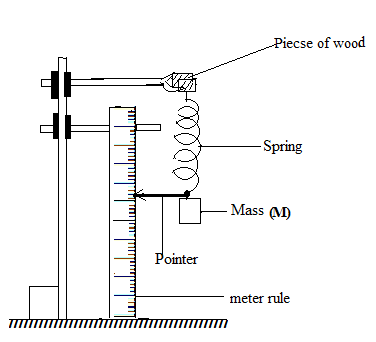 Piecse of wood
Spring
Mass (M)
Pointer
meter rule